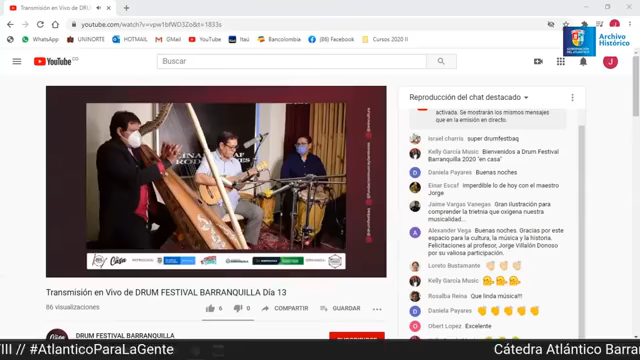 Transmisión en Vivo de DRUM F
youtube.com/watch?v=vpw1bfWD3Zo&t=1833s
WhatsApp
UNINORTE
HOTMAIL
GMail
YouTube
Itaú
Bancolombia
(88) Facebook
Cursos 2020 II
Archivo
Histórico
YouTube CO
Buscar
J
Reproducción del chat destacado
activada. Se mostrarán los mismos mensajes
que en la emisión en directo.
israel charris super drumfestbaq
Kelly García Music Bienvenidos a Drum Festival
Barranquilla 2020 "en casa"
D Daniela Payares Buenas noches
Einar Escaf Imperdible lo de hoy con el maestro
Jorge
Jaime Vargas Vanegas Gran ilustración para
comprender la trietnia que oxigena nuestra
musicalidad.
A Alexander Vega Buenas noches. Gracias por este
espacio para la cultura, la música y la historia.
Felicitaciones al profesor, Jorge Villalón Donoso
por su valiosa participación.
Loreto Bustamante
Kelly García Music
Rosalba Reina Que linda música!!!
D Daniela Payares
Obert Lopez Excelente
Transmisión en Vivo de DRUM FESTIVAL BARRANQUILLA Día 13
86 visualizaciones
6
0
COMPARTIR
GUARDAR
DRUM FESTIVAL BARRANQUILLA
III // #AtlanticoParaLaGente
Cátedra Atlántico Barra